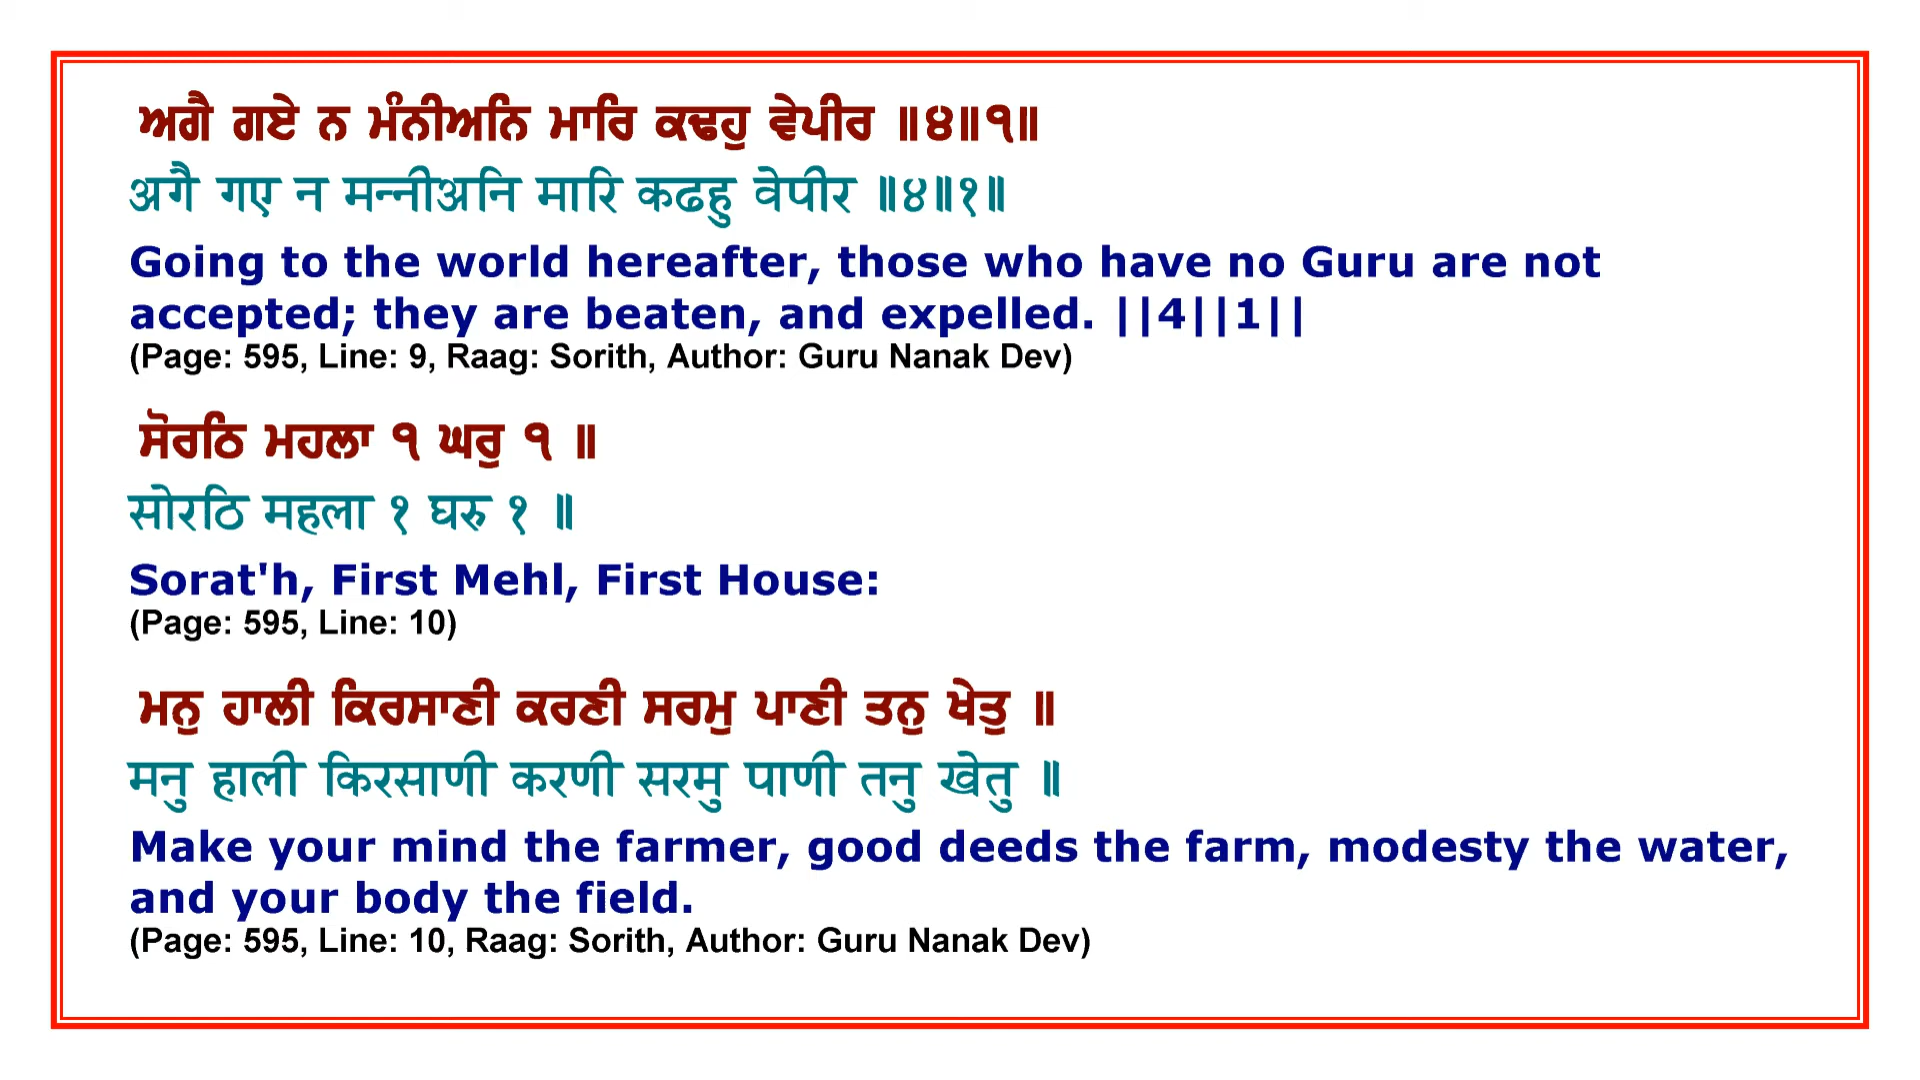 ਅਗੈ ਗਏ ਨ ਮੰਨੀਅਨਿ ਮਾਰਿ ਕਢਹੁ ਵੇਪੀਰ ॥੪॥੧॥
अगै गए न मन्नीअनि मारि कढहु वेपीर ॥४॥१॥
Going to the world hereafter, those who have no Guru are not
accepted; they are beaten, and expelled. ||4||1||
(Page: 595, Line: 9, Raag: Sorith, Author: Guru Nanak Dev)
ਸੋਰਠਿ ਮਹਲਾ ੧ ਘਰੁ ੧ ॥
सोरठि महला १ घरु १ ॥
Sorat'h, First Mehl, First House:
(Page: 595, Line: 10)
ਮਨੁ ਹਾਲੀ ਕਿਰਸਾਣੀ ਕਰਣੀ ਸਰਮੁ ਪਾਣੀ ਤਨੁ ਖੇਤੁ ॥
मनु हाली किरसाणी करणी सरमु पाणी तनु खेतु ॥
Make your mind the farmer, good deeds the farm, modesty the water,
and your body the field.
(Page: 595, Line: 10, Raag: Sorith, Author: Guru Nanak Dev)